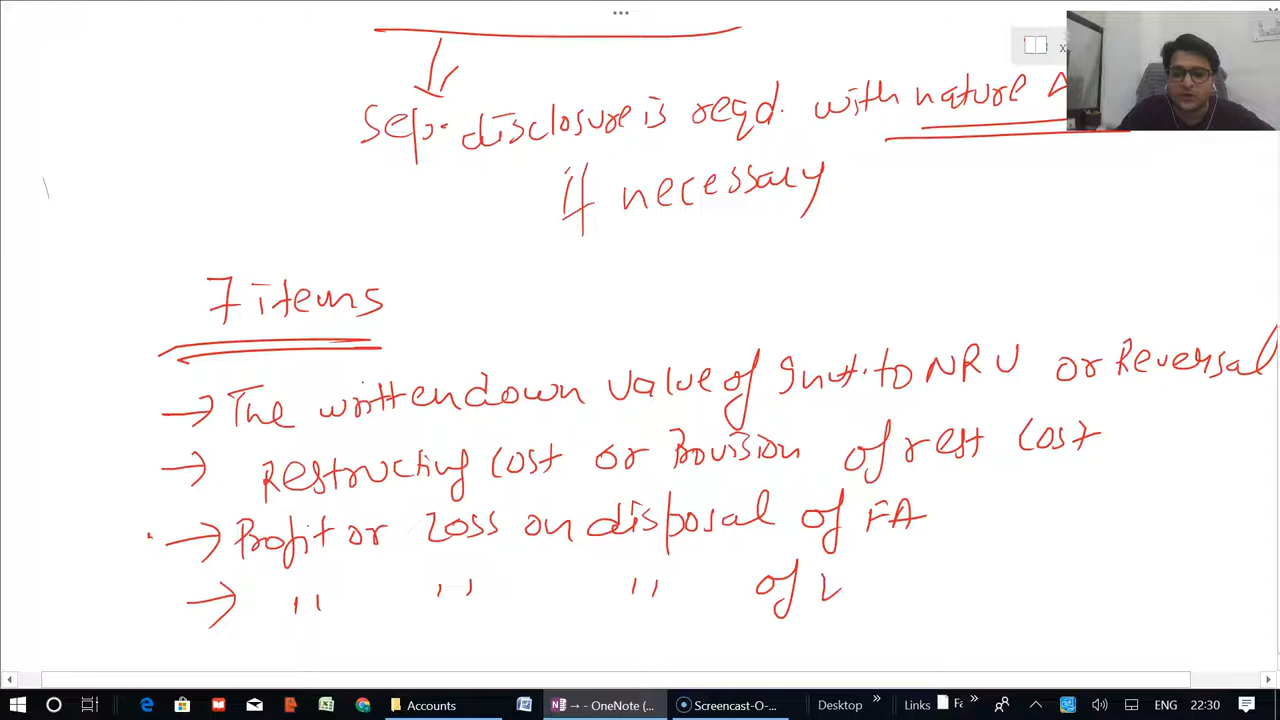 Sep. disclosure is reqd. with nature
if necessary
7 items
→ The written down value of Invt. to NRV or Reversal
→ Restructing Cost or Provision of rest Cost
→ Profit or Loss on disposal of FA
→ '' '' '' of
Accounts
→ - OneNote (...
Screencast-O-...
Desktop
Links
ENG
22:30